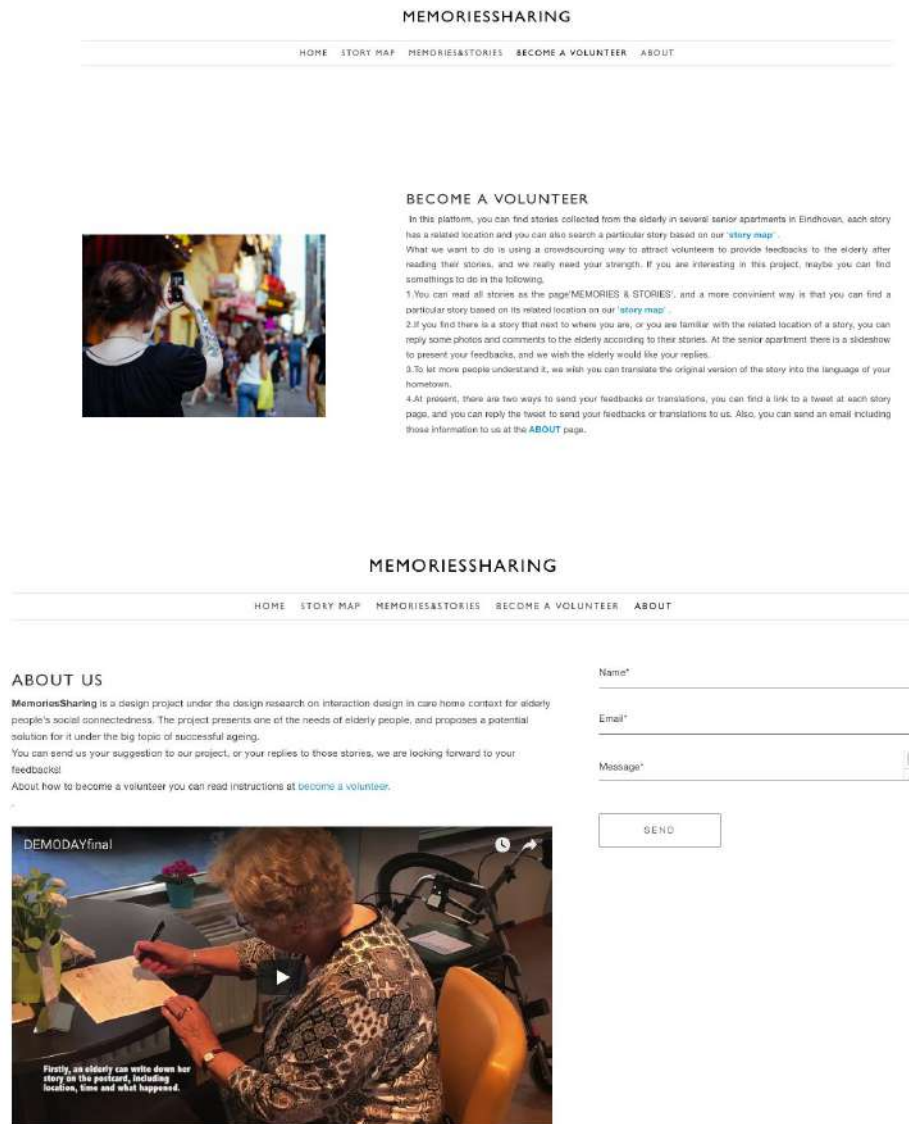 MEMORIESSHARING
HOME STORY MAP MEMORIES&STORIES BECOME A VOLUNTEER ABOUT
BECOME A VOLUNTEER
In this platform, you can find stories collected from the elderly in several senior apartments in Eindhoven, each story
has a related location and you can also search a particular story based on our 'story map' .
What we want to do is using a crowdsourcing way to attract volunteers to provide feedbacks to the elderly after
reading their stories, and we really need your strength. If you are interesting in this project, maybe you can find
somethings to do in the following,
1.You can read all stories as the page'MEMORIES & STORIES', and a more convinient way is that you can find a
particular story based on its related location on our 'story map' .
2.If you find there is a story that next to where you are, or you are familiar with the related location of a story, you can
reply some photos and comments to the elderly according to their stories. At the senior apartment there is a slideshow
to present your feedbacks, and we wish the elderly would like your replies.
3.To let more people understand it, we wish you can translate the original version of the story into the language of your
hometown.
4.At present, there are two ways to send your feedbacks or translations, you can find a link to a tweet at each story
page, and you can reply the tweet to send your feedbacks or translations to us. Also, you can send an email including
those information to us at the ABOUT page.
MEMORIESSHARING
HOME STORY MAP MEMORIES&STORIES BECOME A VOLUNTEER ABOUT
ABOUT US
MemoriesSharing is a design project under the design research on interaction design in care home context for elderly
people's social connectedness. The project presents one of the needs of elderly people, and proposes a potential
solution for it under the big topic of successful ageing.
You can send us your suggestion to our project, or your replies to those stories, we are looking forward to your
feedbacks!
About how to become a volunteer you can read instructions at become a volunteer.
.
Name*
Email*
Message*
SEND
DEMODAYfinal
Firstly, an elderly can write down her
story on the postcard, including
location, time and what happened.